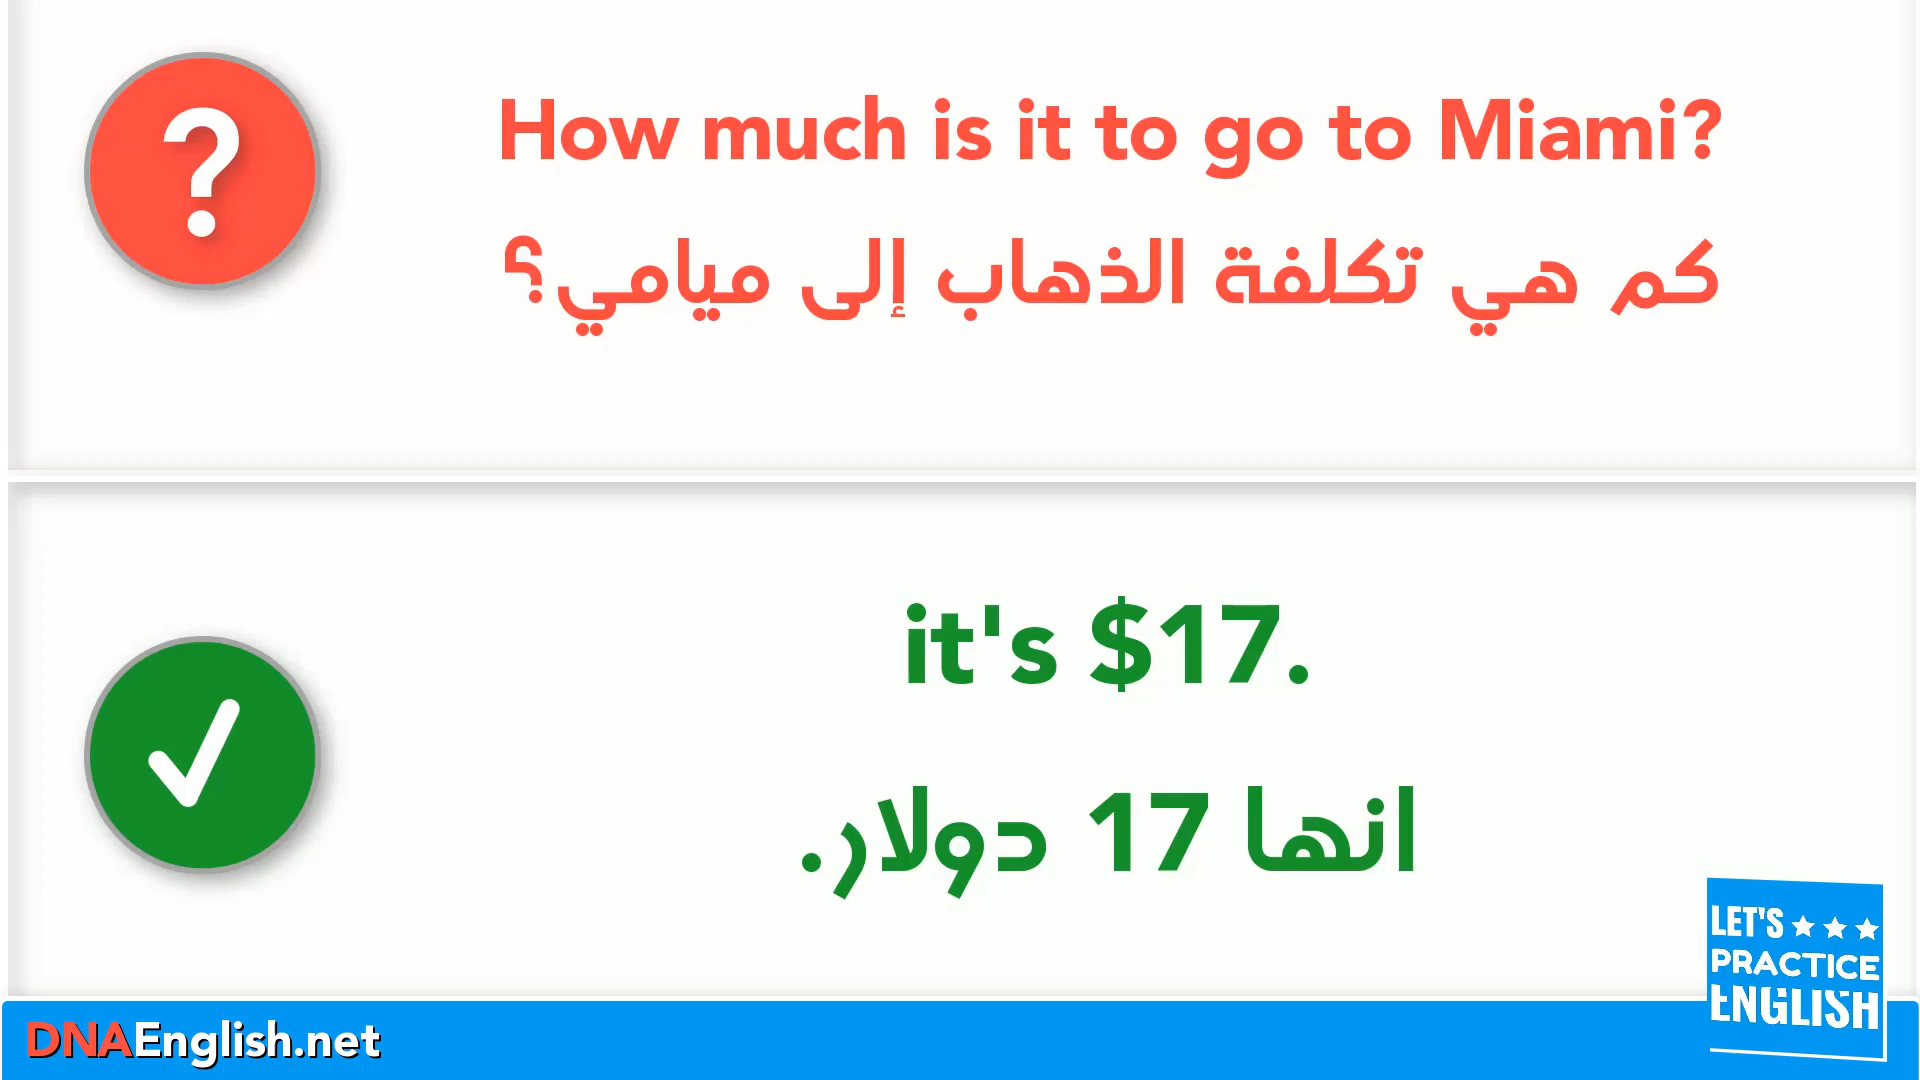 How much is it to go to Miami?
كم هي تكلفة الذهاب إلى ميامي؟
it's $17.
انها 17 دولار.
LET'S
PRACTICE
ENGLISH
DNAEnglish.net